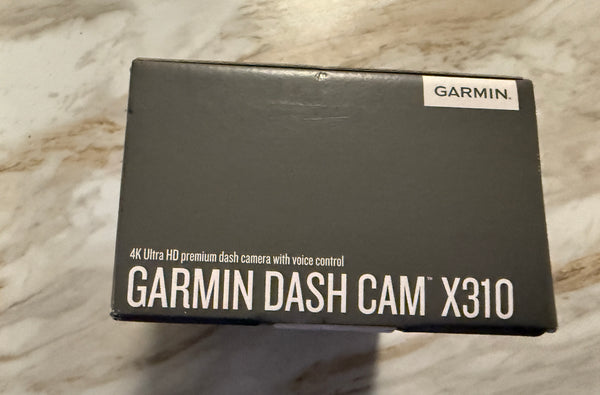 GARMIN.
4K Ultra HD premium dash camera with voice control
GARMIN DASH CAM™ X310